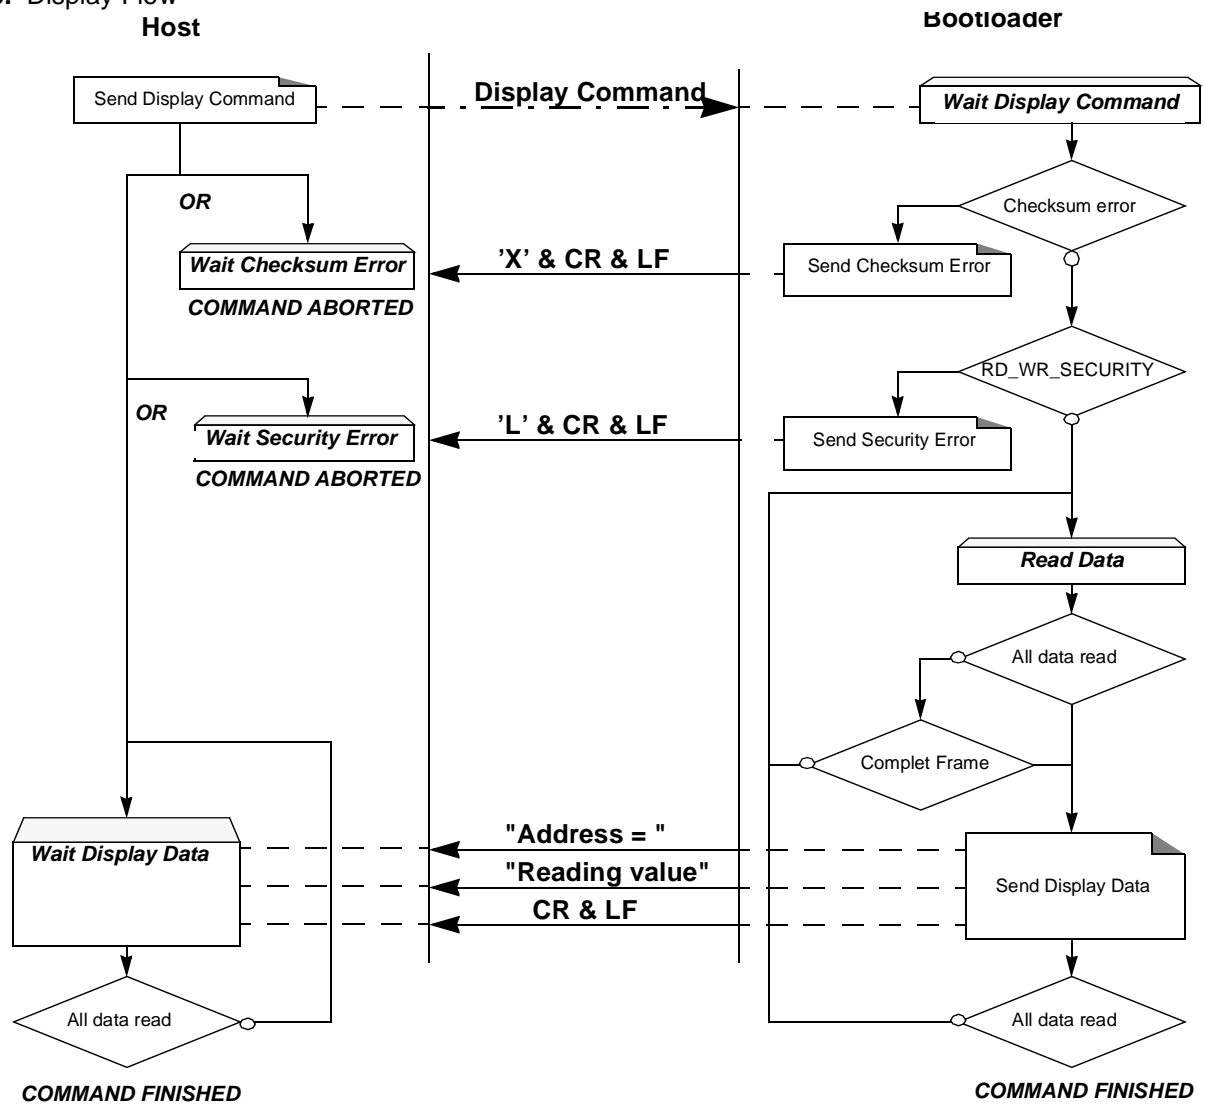 Display Flow
Host
Bootloader
Send Display Command
Display Command
Wait Display Command
Checksum error
OR
Wait Checksum Error
'X' & CR & LF
Send Checksum Error
COMMAND ABORTED
RD_WR_SECURITY
OR
Wait Security Error
'L' & CR & LF
Send Security Error
COMMAND ABORTED
Read Data
All data read
Complet Frame
Wait Display Data
"Address = "
"Reading value"
CR & LF
Send Display Data
All data read
All data read
COMMAND FINISHED
COMMAND FINISHED